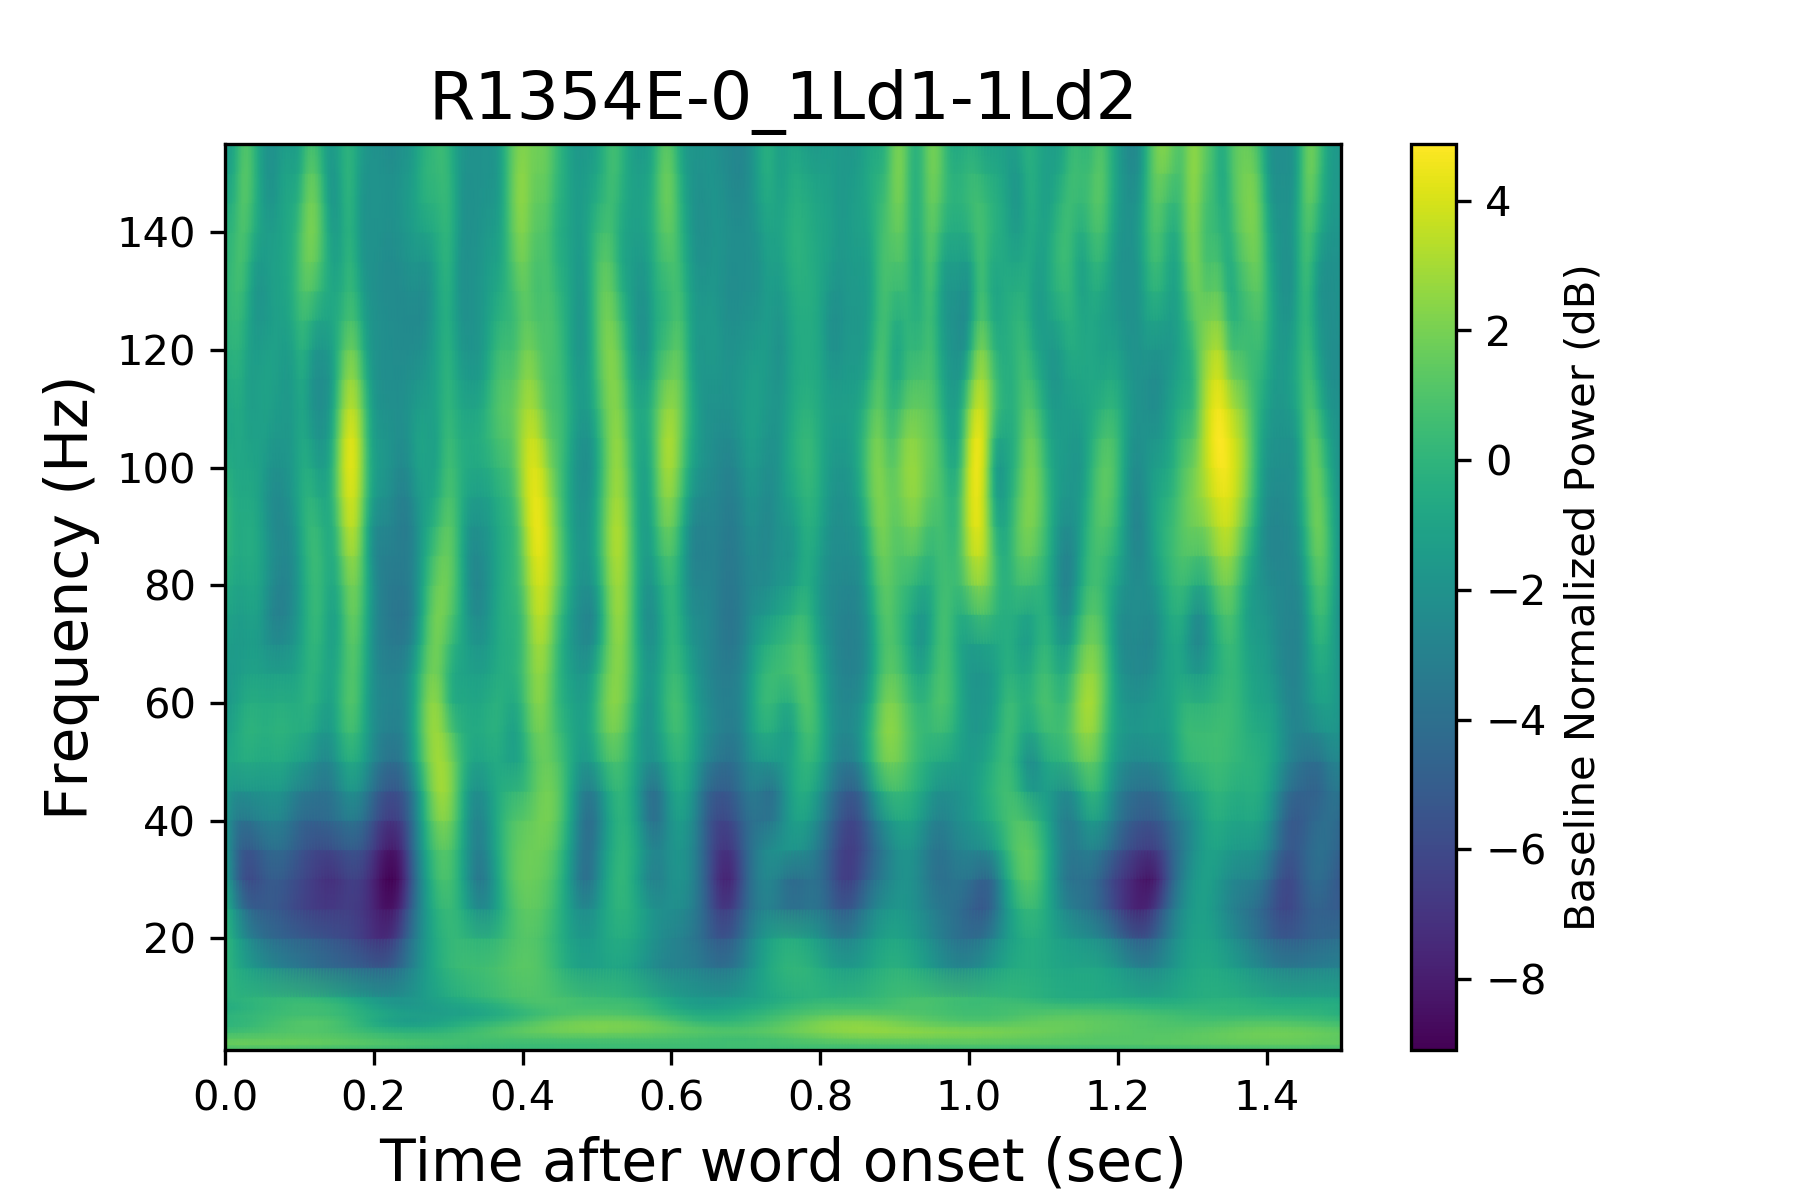 R1354E-0_1Ld1-1Ld2
Frequency (Hz)
140
120
100
80
60
40
20
0.0 0.2 0.4 0.6 0.8 1.0 1.2 1.4
Time after word onset (sec)
4
2
0
−2
−4
−6
−8
Baseline Normalized Power (dB)